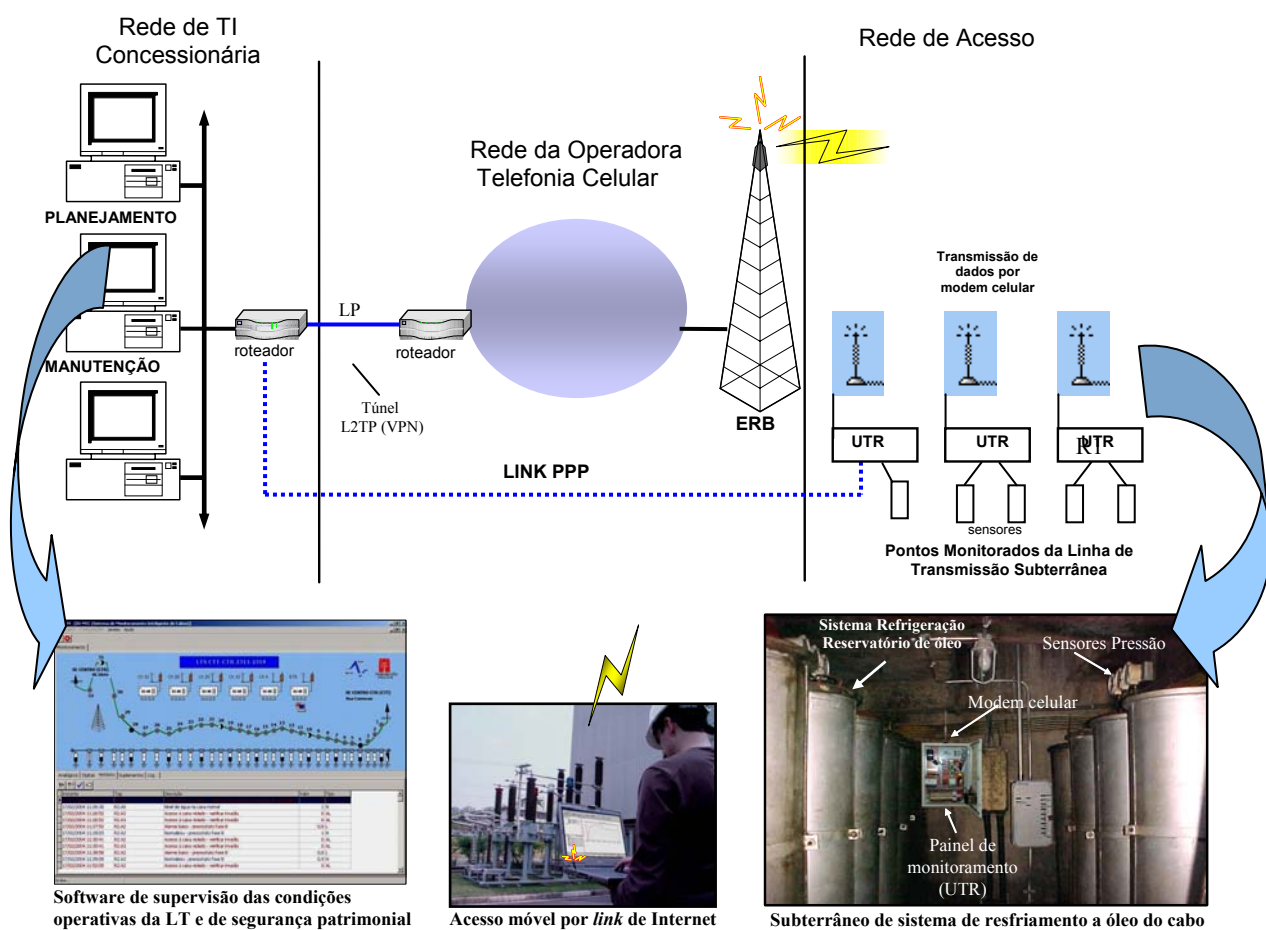 Rede de TI
Concessionária
Rede da Operadora
Telefonia Celular
Rede de Acesso
PLANEJAMENTO
MANUTENÇÃO
roteador
LP
roteador
Túnel
L2TP (VPN)
LINK PPP
ERB
Transmissão de
dados por
modem celular
UTR
UTR
UTR
R1
sensores
Pontos Monitorados da Linha de
Transmissão Subterrânea
Sistema Refrigeração
Reservatório de óleo
Sensores Pressão
Modem celular
Painel de
monitoramento
(UTR)
Software de supervisão das condições
operativas da LT e de segurança patrimonial
Acesso móvel por link de Internet
Subterrâneo de sistema de resfriamento a óleo do cabo